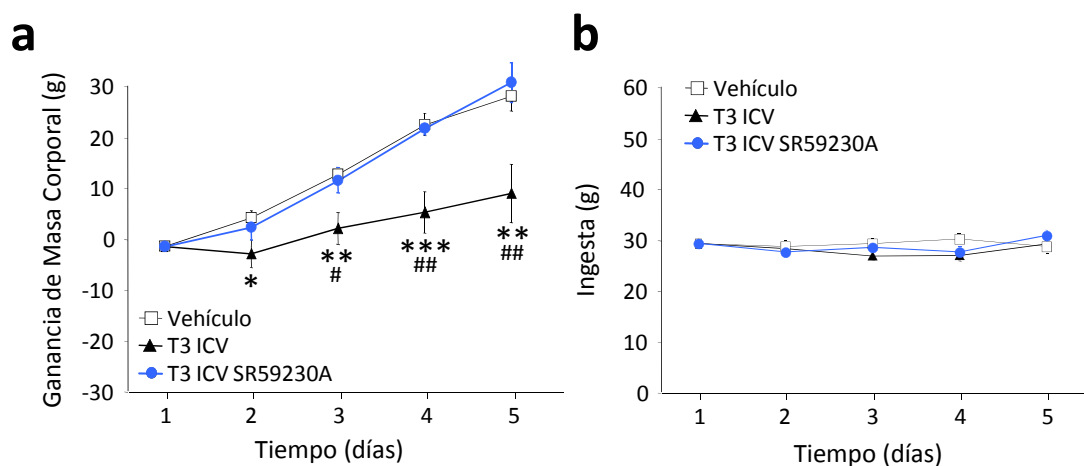 a
Ganancia de Masa Corporal (g)
30
20
10
0
-10
-20
-30
*
**
#
***
##
**
##
Vehículo
T3 ICV
T3 ICV SR59230A
1 2 3 4 5
Tiempo (días)
b
Ingesta (g)
60
50
40
30
20
10
0
Vehículo
T3 ICV
T3 ICV SR59230A
1 2 3 4 5
Tiempo (días)